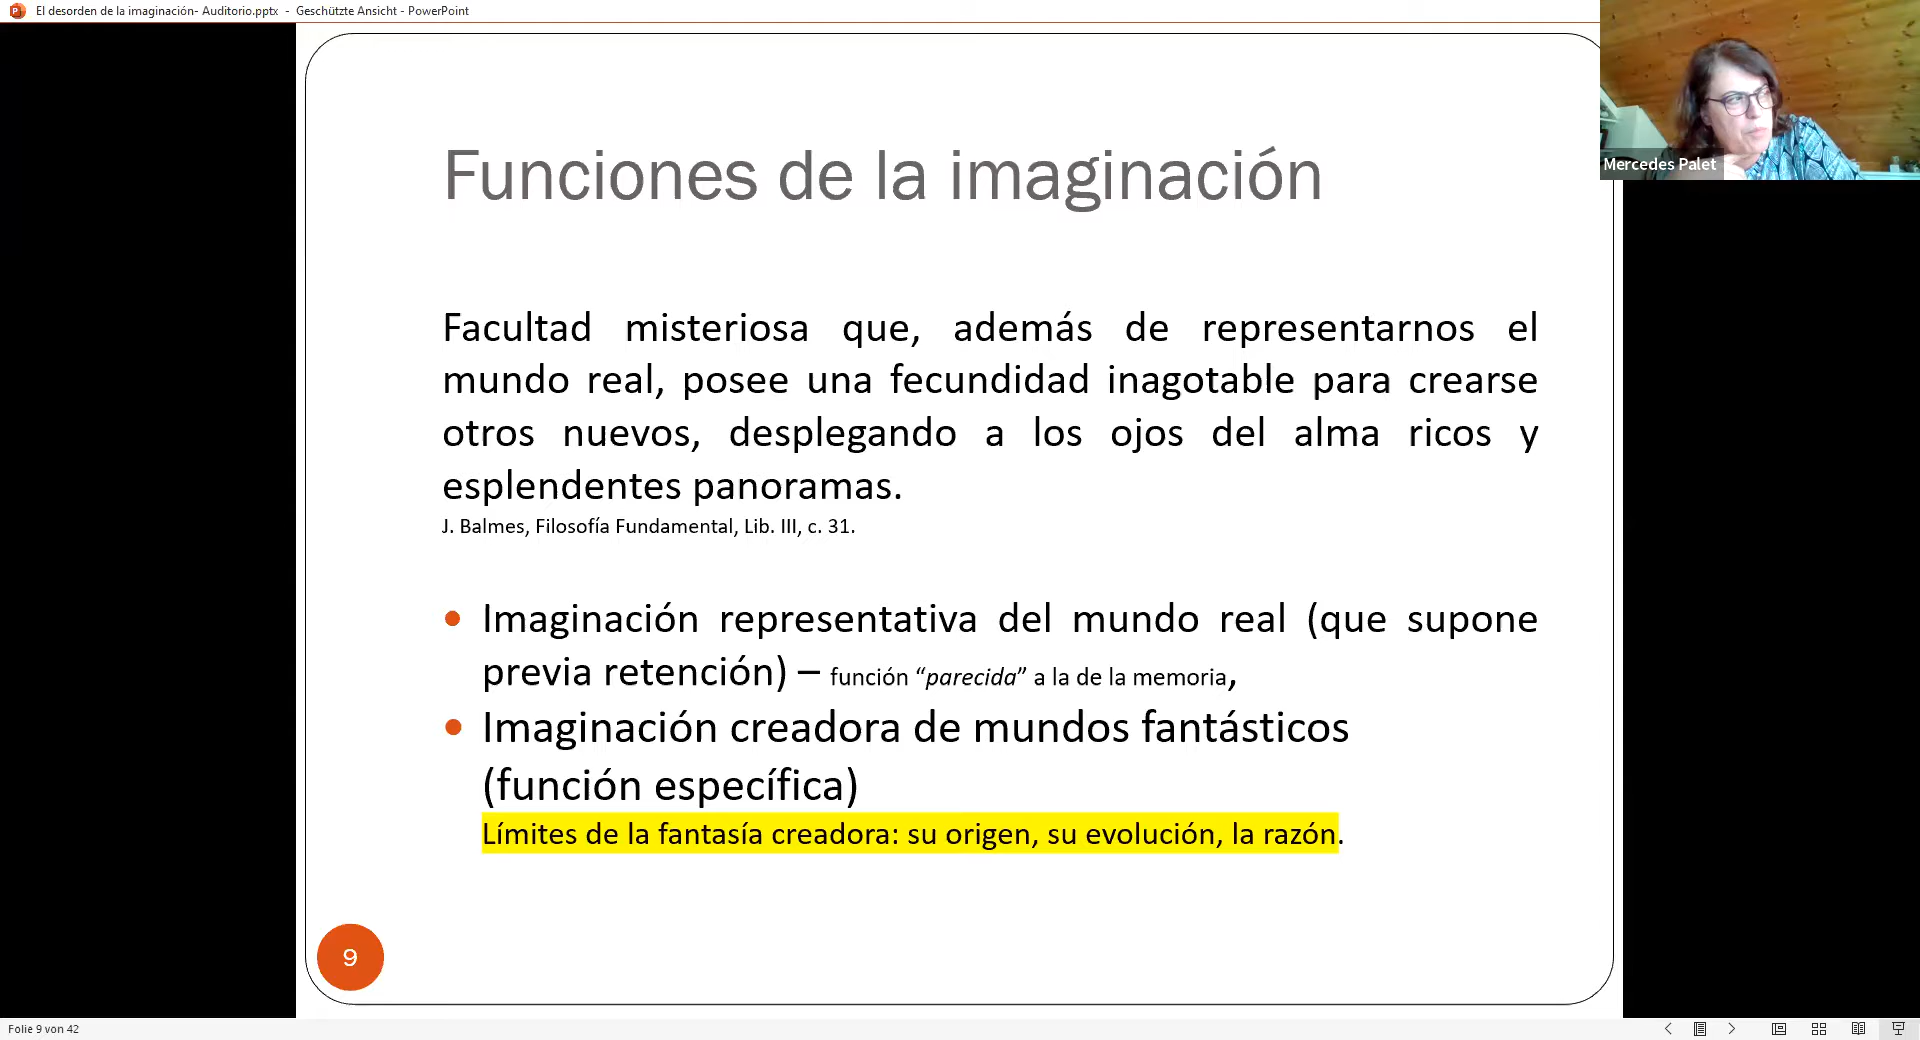 El desorden de la imaginación- Auditorio.pptx - Geschützte Ansicht - PowerPoint
Mercedes Palet
Funciones de la imaginación
Facultad misteriosa que, además de representarnos el
mundo real, posee una fecundidad inagotable para crearse
otros nuevos, desplegando a los ojos del alma ricos y
esplendentes panoramas.
J. Balmes, Filosofía Fundamental, Lib. III, c. 31.
• Imaginación representativa del mundo real (que supone
previa retención) – función “parecida” a la de la memoria,
• Imaginación creadora de mundos fantásticos
(función específica)
Límites de la fantasía creadora: su origen, su evolución, la razón.
9
Folie 9 von 42